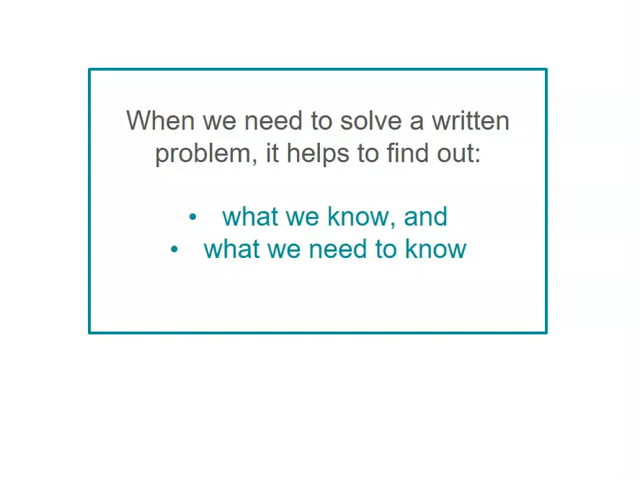 When we need to solve a written
problem, it helps to find out:
• what we know, and
• what we need to know